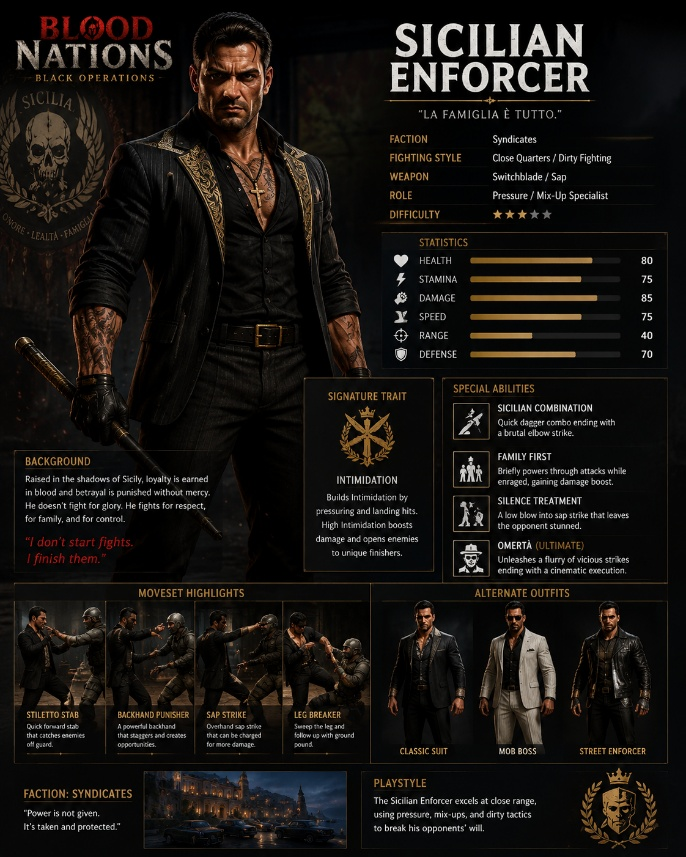 BLOOD
NATIONS
BLACK OPERATIONS
SICILIA
ONORE • LEALTÀ • FAMIGLIA
SICILIAN
ENFORCER
“LA FAMIGLIA È TUTTO.”
FACTION Syndicates
FIGHTING STYLE Close Quarters / Dirty Fighting
WEAPON Switchblade / Sap
ROLE Pressure / Mix-Up Specialist
DIFFICULTY
STATISTICS
HEALTH 80
STAMINA 75
DAMAGE 85
SPEED 75
RANGE 40
DEFENSE 70
SIGNATURE TRAIT
INTIMIDATION
Builds Intimidation by
pressuring and landing hits.
High Intimidation boosts
damage and opens enemies
to unique finishers.
SPECIAL ABILITIES
SICILIAN COMBINATION
Quick dagger combo ending with
a brutal elbow strike.
FAMILY FIRST
Briefly powers through attacks while
enraged, gaining damage boost.
SILENCE TREATMENT
A low blow into sap strike that leaves
the opponent stunned.
OMERTÀ (ULTIMATE)
Unleashes a flurry of vicious strikes
ending with a cinematic execution.
BACKGROUND
Raised in the shadows of Sicily, loyalty is earned
in blood and betrayal is punished without mercy.
He doesn't fight for glory. He fights for respect,
for family, and for control.
“I don't start fights.
I finish them.”
MOVESET HIGHLIGHTS
STILETTO STAB
Quick forward stab
that catches enemies
off guard.
BACKHAND PUNISHER
A powerful backhand
that staggers and creates
opportunities.
SAP STRIKE
Overhand sap strike
that can be charged
for more damage.
LEG BREAKER
Sweep the leg and
follow up with ground
pound.
ALTERNATE OUTFITS
CLASSIC SUIT
MOB BOSS
STREET ENFORCER
FACTION: SYNDICATES
“Power is not given.
It's taken and protected.”
PLAYSTYLE
The Sicilian Enforcer excels at close range,
using pressure, mix-ups, and dirty tactics
to break his opponents' will.